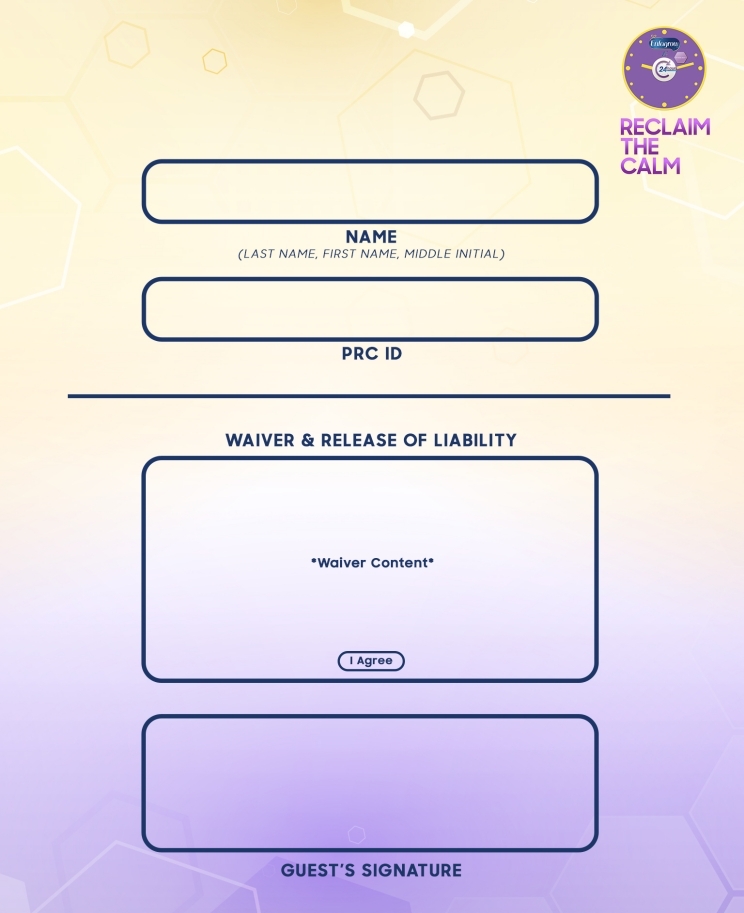 Enfagrow
24
RECLAIM
THE
CALM
NAME
(LAST NAME, FIRST NAME, MIDDLE INITIAL)
PRC ID
WAIVER & RELEASE OF LIABILITY
*Waiver Content*
I Agree
GUEST'S SIGNATURE